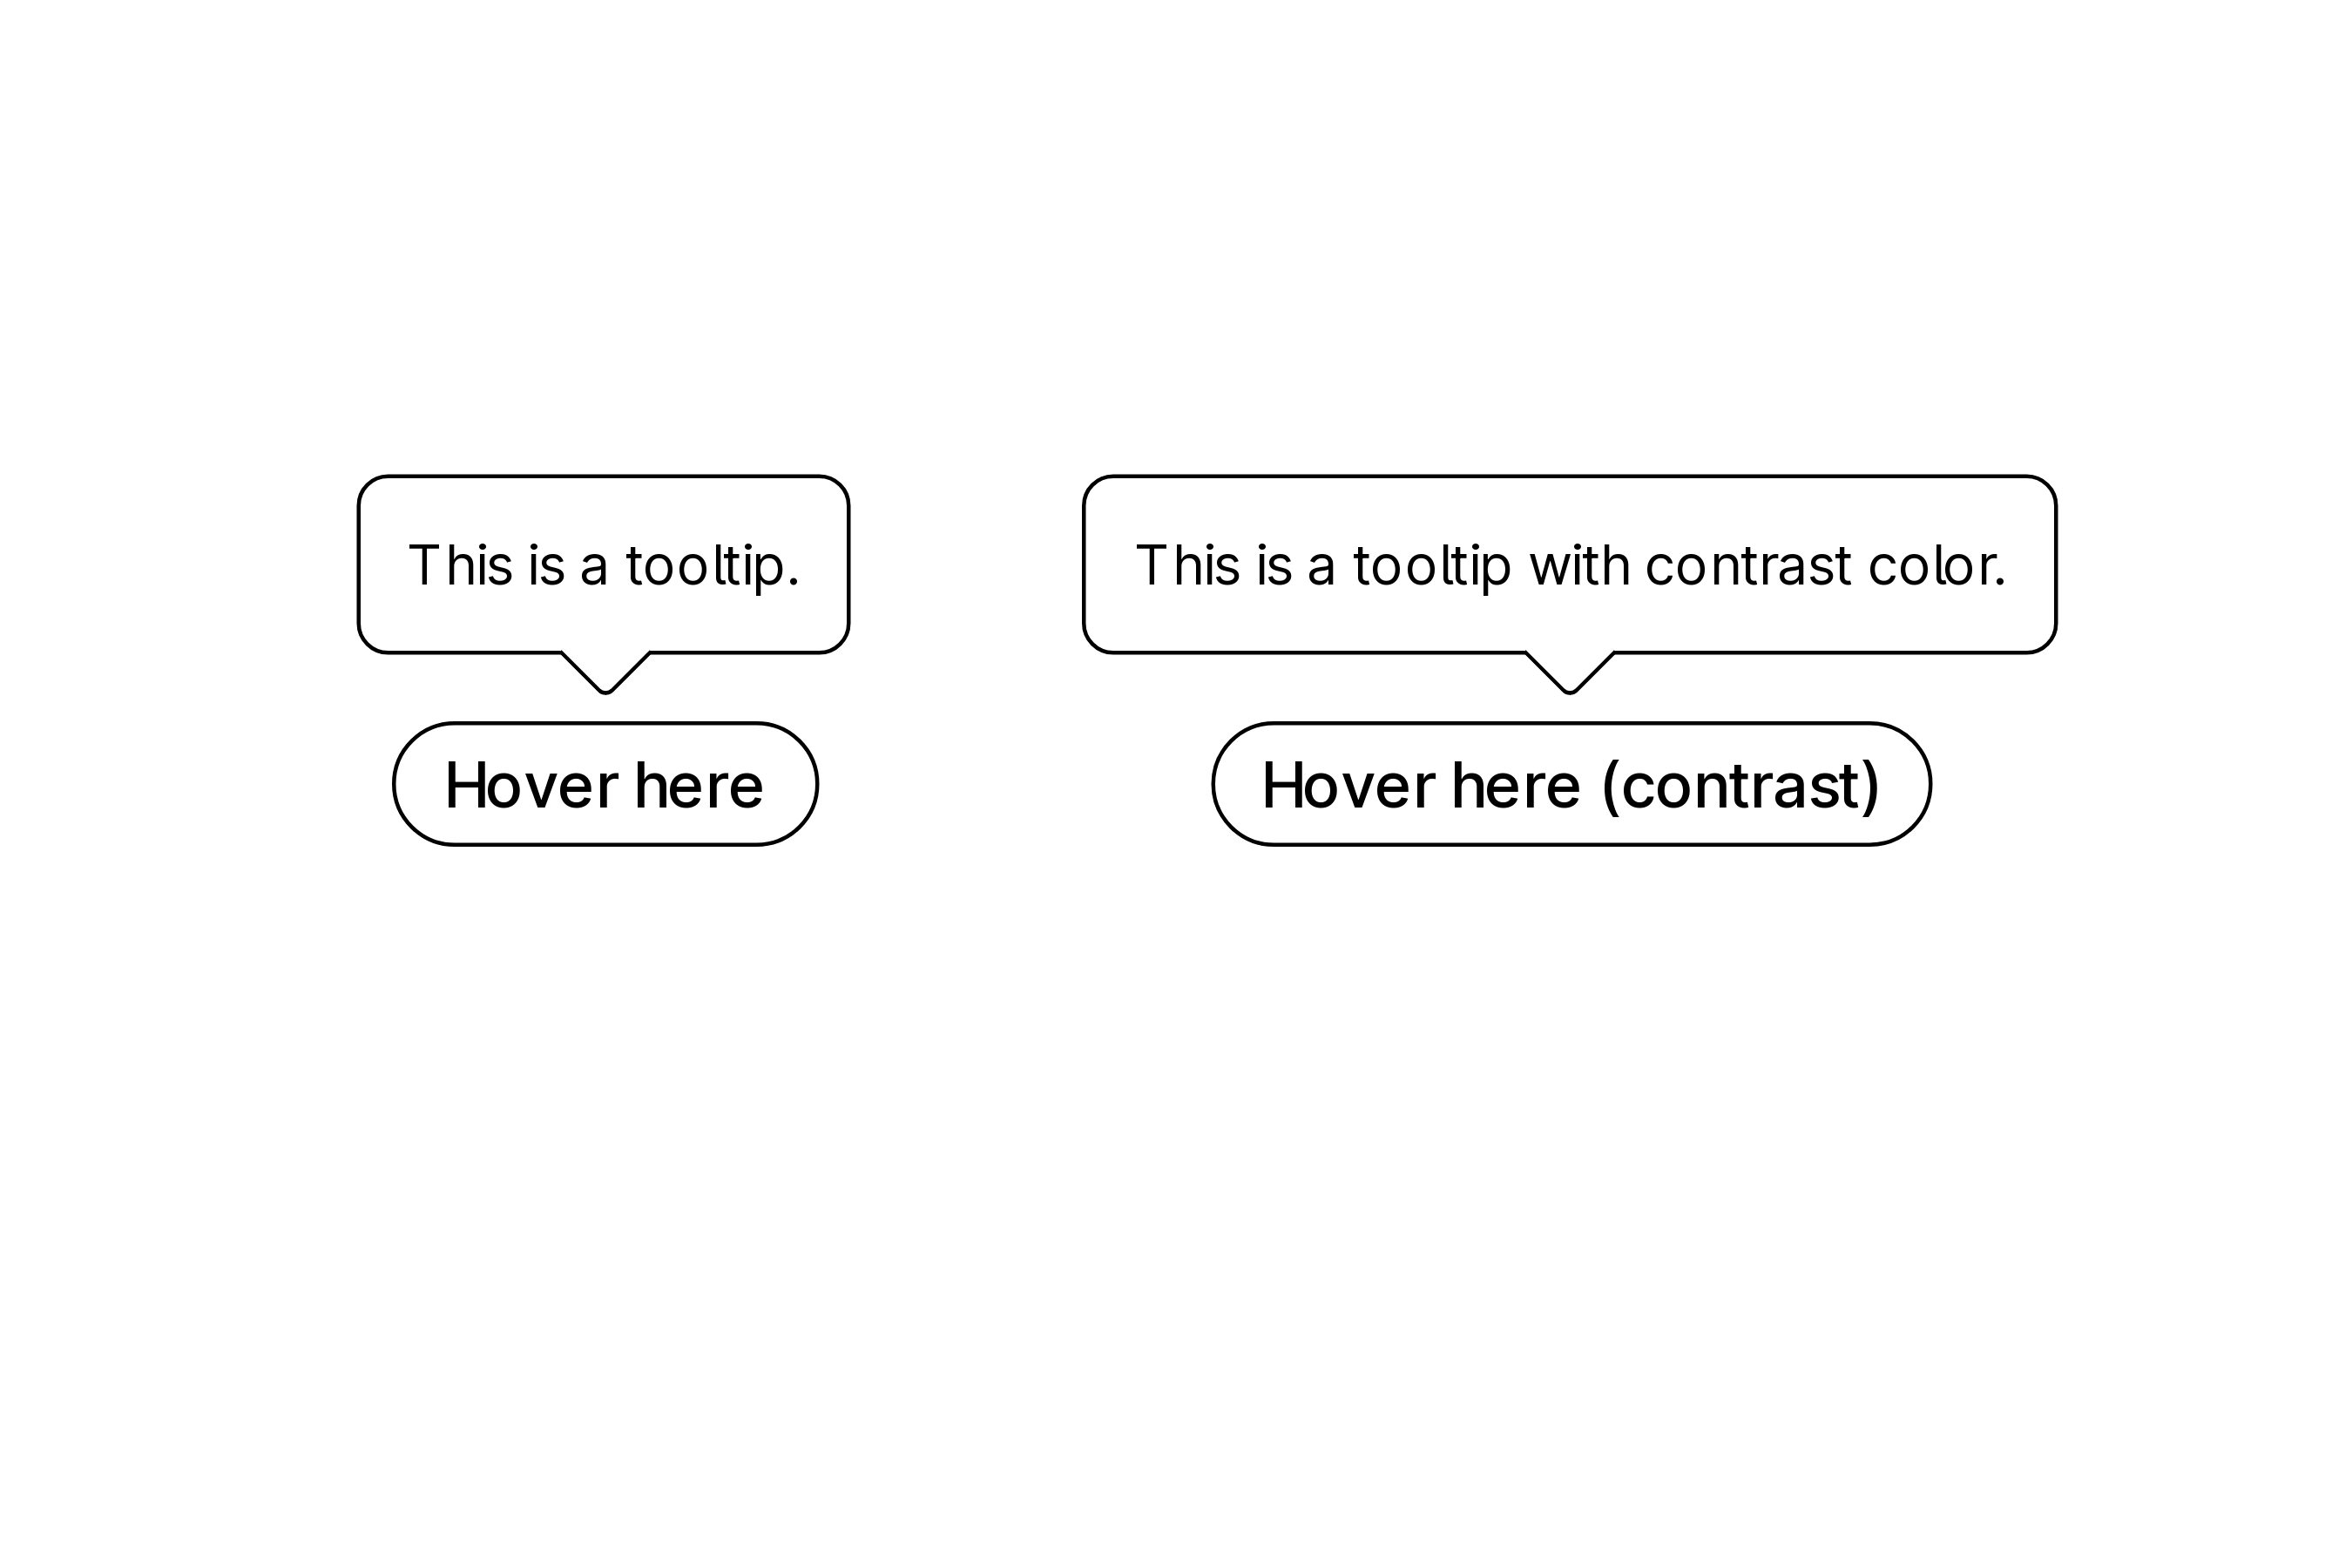 This is a tooltip.
Hover here
This is a tooltip with contrast color.
Hover here (contrast)